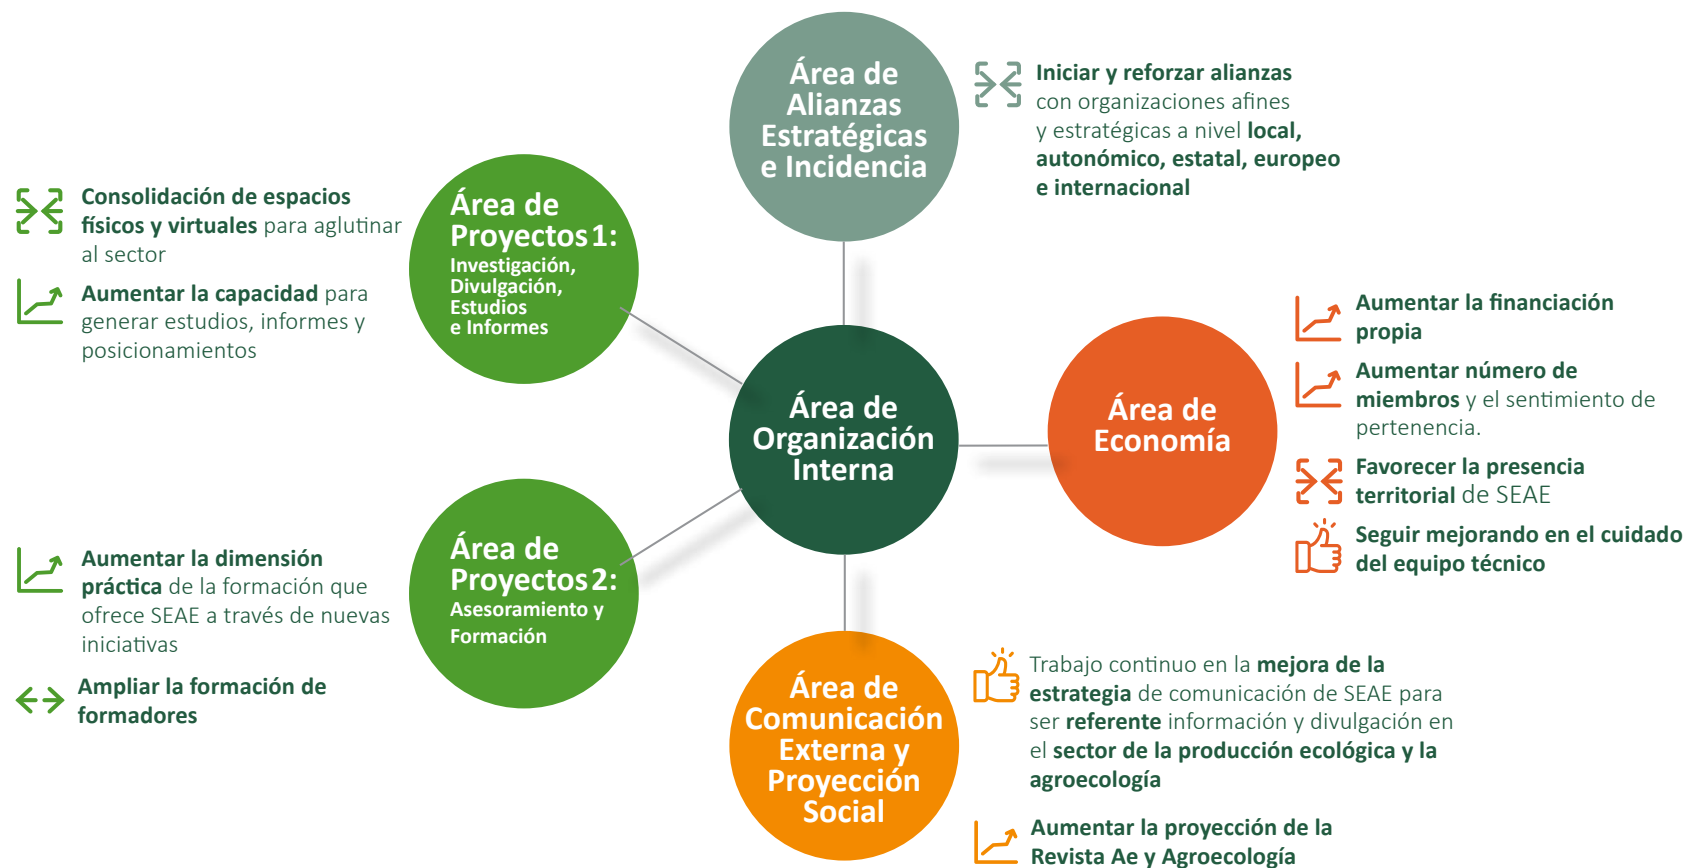 Área de
Alianzas
Estratégicas
e Incidencia
Iniciar y reforzar alianzas
con organizaciones afines
y estratégicas a nivel local,
autonómico, estatal, europeo
e internacional
Consolidación de espacios
físicos y virtuales para aglutinar
al sector
Aumentar la capacidad para
generar estudios, informes y
posicionamientos
Área de
Proyectos 1:
Investigación,
Divulgación,
Estudios
e Informes
Área de
Organización
Interna
Área de
Economía
Aumentar la financiación
propia
Aumentar número de
miembros y el sentimiento de
pertenencia.
Favorecer la presencia
territorial de SEAE
Seguir mejorando en el cuidado
del equipo técnico
Aumentar la dimensión
práctica de la formación que
ofrece SEAE a través de nuevas
iniciativas
Ampliar la formación de
formadores
Área de
Proyectos 2:
Asesoramiento y
Formación
Área de
Comunicación
Externa y
Proyección
Social
Trabajo continuo en la mejora de la
estrategia de comunicación de SEAE para
ser referente información y divulgación en
el sector de la producción ecológica y la
agroecología
Aumentar la proyección de la
Revista Ae y Agroecología